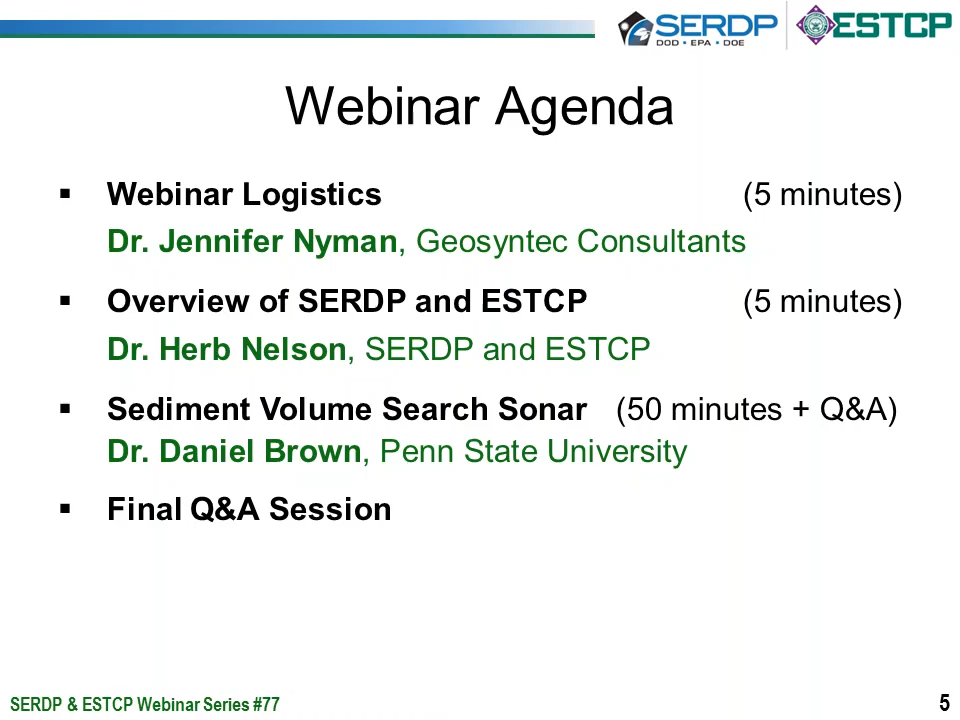 SERDP
DOD • EPA • DOE
ESTCP
Webinar Agenda
▪ Webinar Logistics (5 minutes)
Dr. Jennifer Nyman, Geosyntec Consultants
▪ Overview of SERDP and ESTCP (5 minutes)
Dr. Herb Nelson, SERDP and ESTCP
▪ Sediment Volume Search Sonar (50 minutes + Q&A)
Dr. Daniel Brown, Penn State University
▪ Final Q&A Session
SERDP & ESTCP Webinar Series #77
5